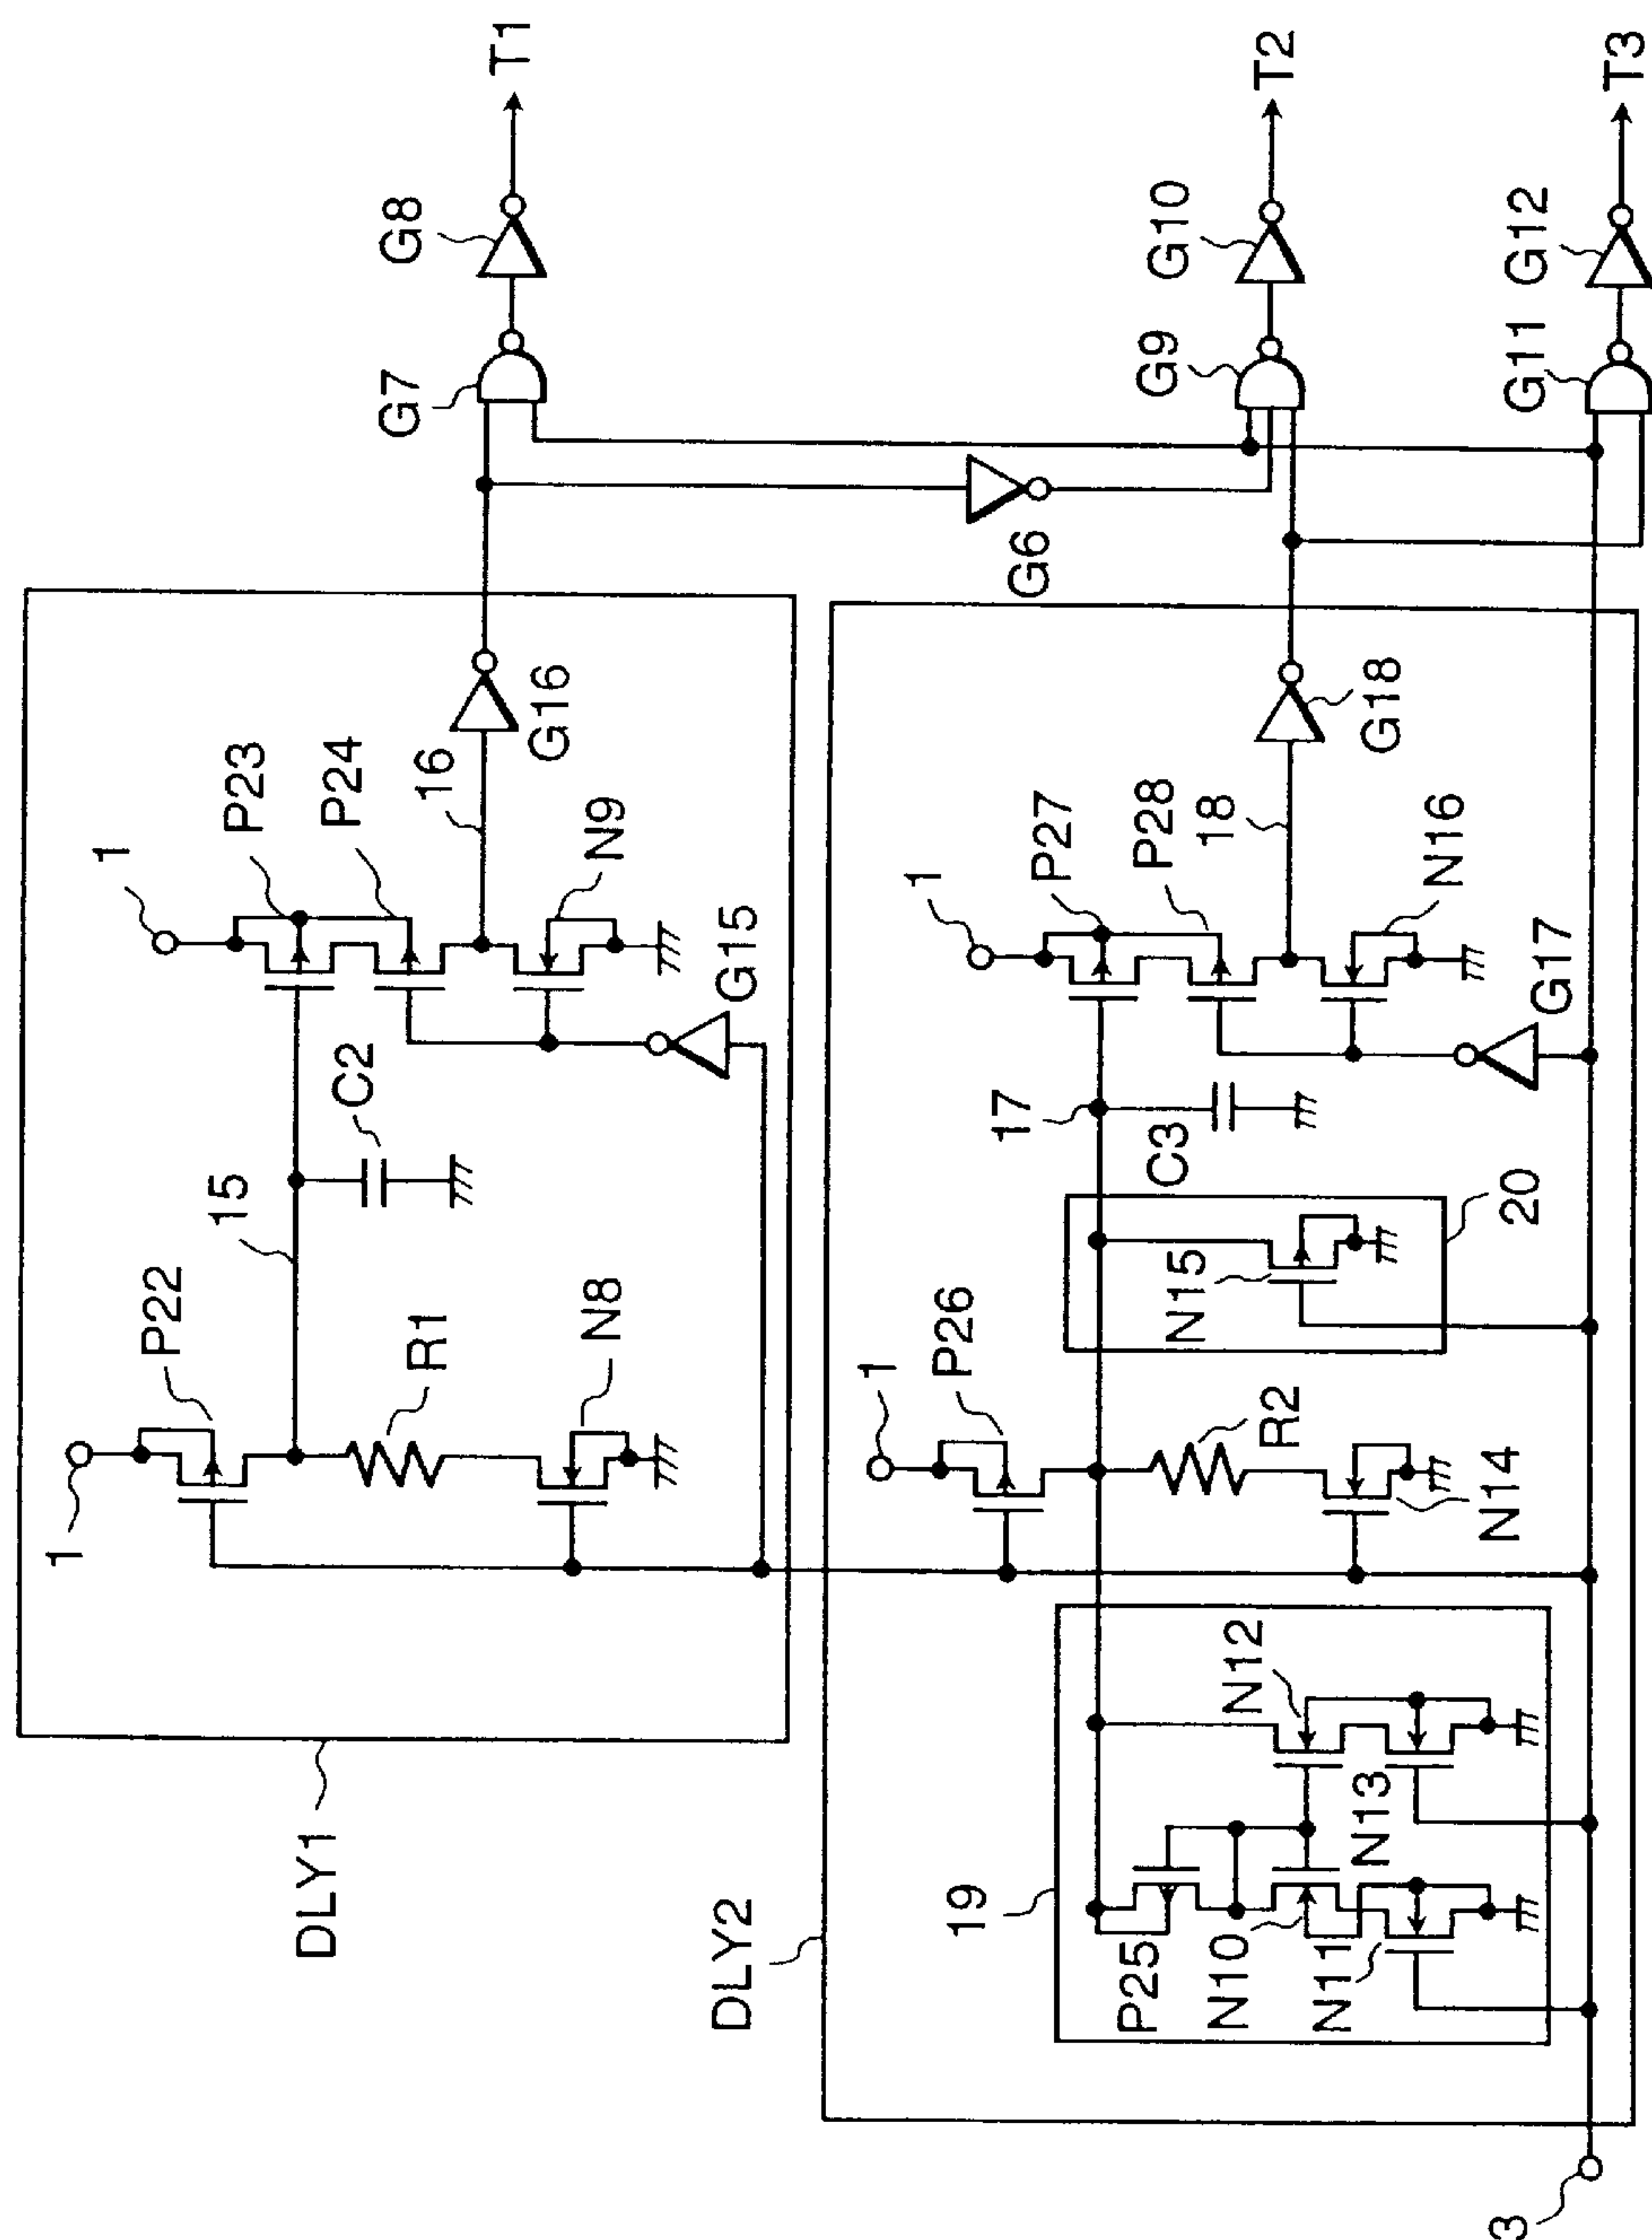 T1
T2
T3
G8
G10
G12
G7
G9
G11
G6
G16
G18
P23
P24
16
N9
1
G15
P27
P28
18
N16
1
G17
C2
15
17
C3
20
N15
P22
R1
N8
1
P26
R2
N14
1
N12
N13
19
P25
N10
N11
DLY1
DLY2
3